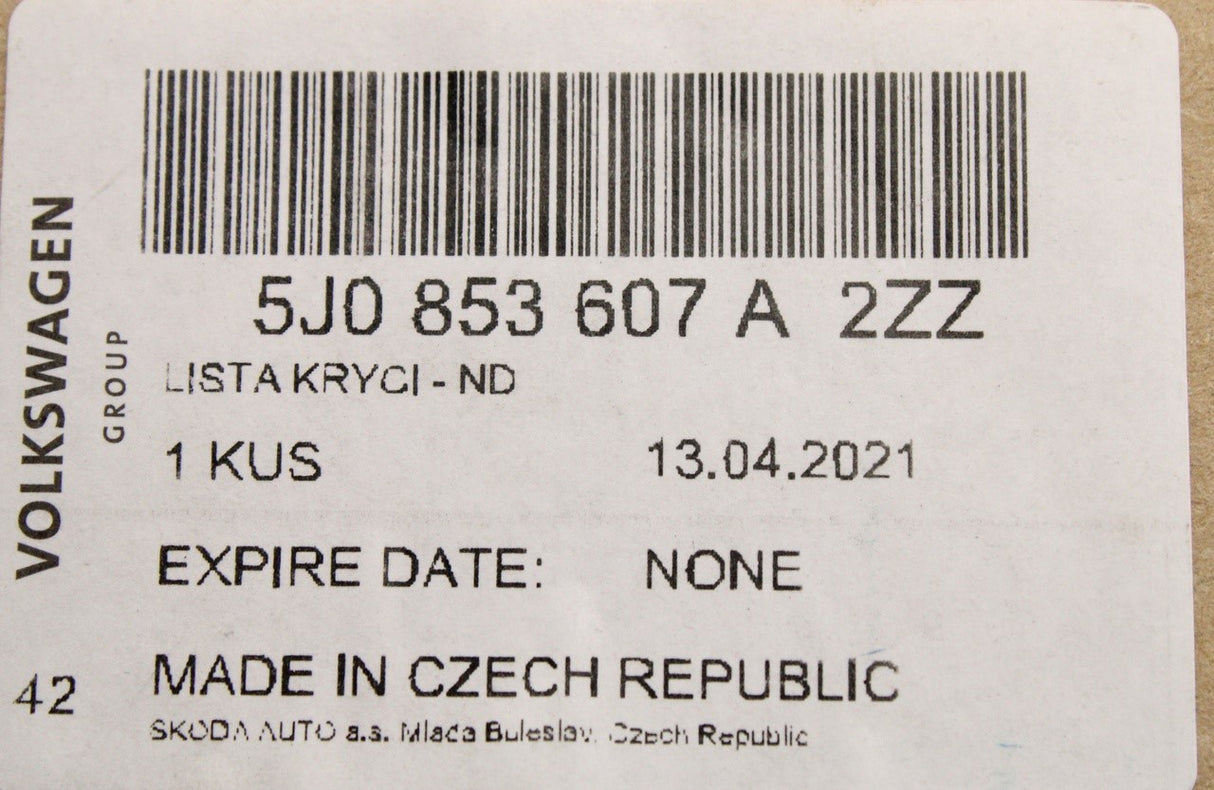 5J0 853 607 A 2ZZ
LISTA KRYCI - ND
1 KUS 13.04.2021
EXPIRE DATE: NONE
MADE IN CZECH REPUBLIC
SKODA AUTO a.s. Mlada Boleslav, Czech Republic
VOLKSWAGEN
GROUP
42